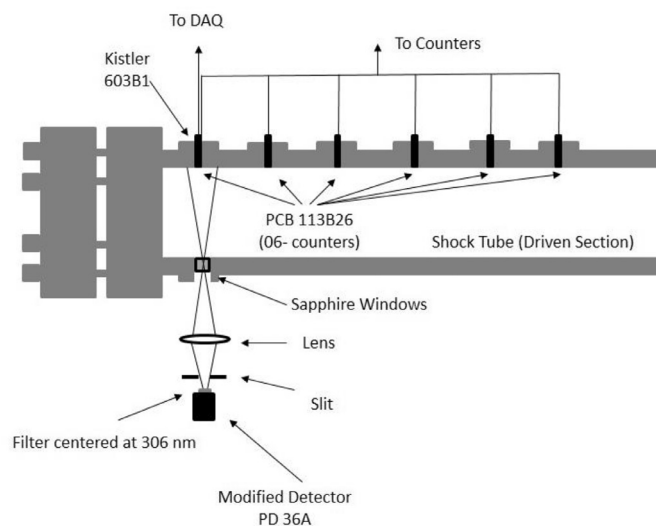 To DAQ
To Counters
Kistler
603B1
PCB 113B26
(06- counters)
Shock Tube (Driven Section)
Sapphire Windows
Lens
Slit
Filter centered at 306 nm
Modified Detector
PD 36A